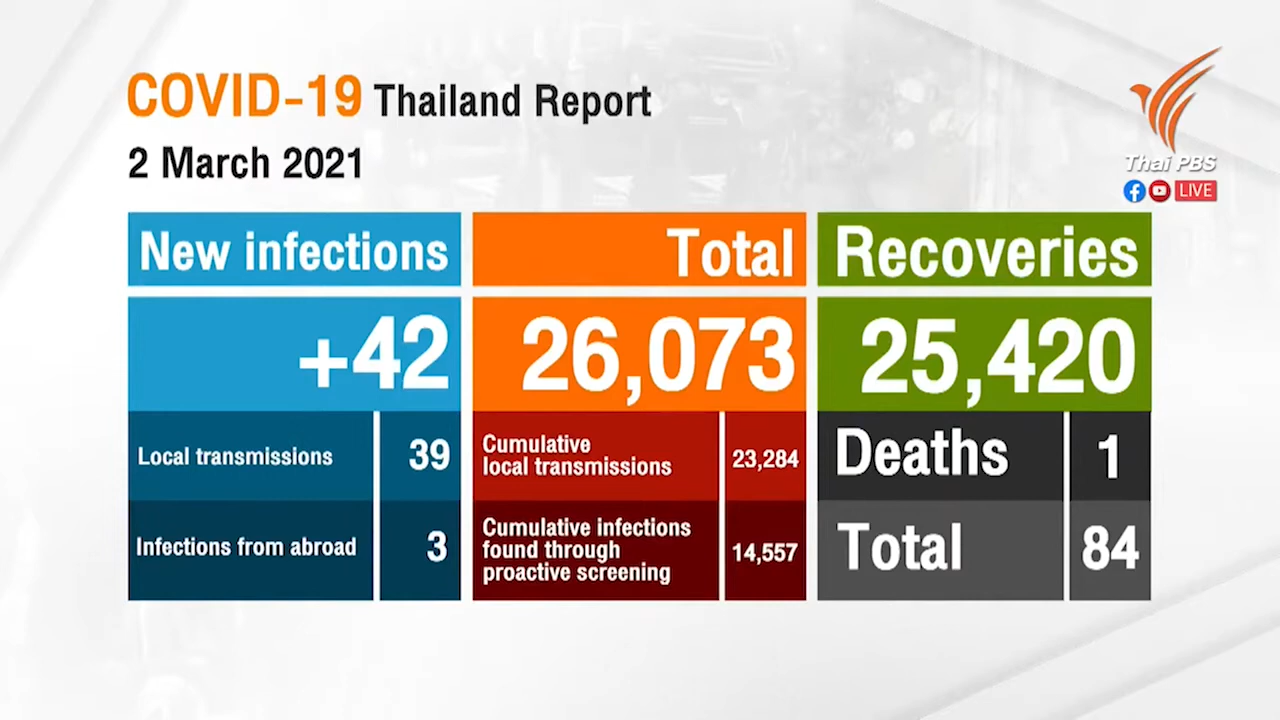 COVID-19 Thailand Report
2 March 2021
Thai PBS
LIVE
New infections
+42
Local transmissions 39
Infections from abroad 3
Total
26,073
Cumulative
local transmissions 23,284
Cumulative infections
found through
proactive screening 14,557
Recoveries
25,420
Deaths 1
Total 84